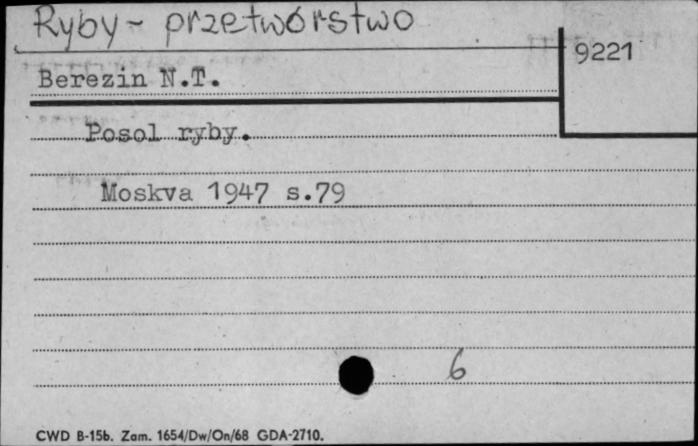 Ryby - przetwórstwo
9221
Berezin N.T.
Posol ryby.
Moskva 1947 s.79
6
CWD B-15b. Zam. 1654/Dw/On/68 GDA-2710.